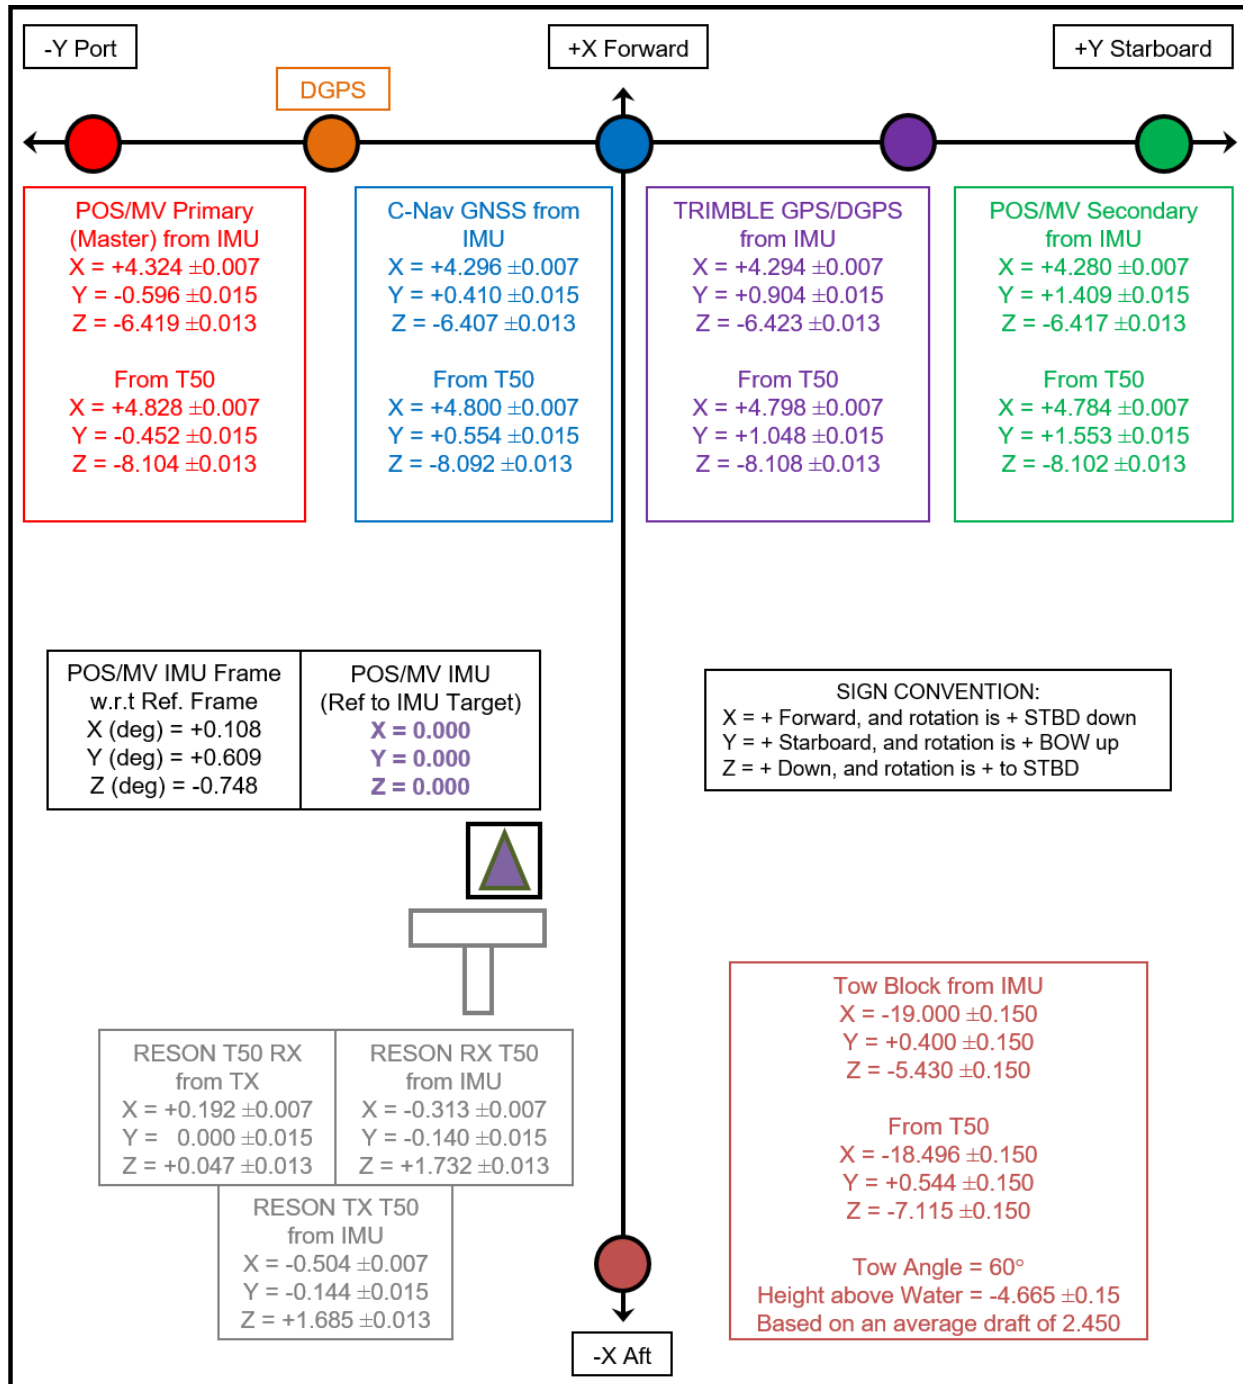 -Y Port
+X Forward
+Y Starboard
DGPS
POS/MV Primary
(Master) from IMU
X = +4.324 ±0.007
Y = -0.596 ±0.015
Z = -6.419 ±0.013
From T50
X = +4.828 ±0.007
Y = -0.452 ±0.015
Z = -8.104 ±0.013
C-Nav GNSS from
IMU
X = +4.296 ±0.007
Y = +0.410 ±0.015
Z = -6.407 ±0.013
From T50
X = +4.800 ±0.007
Y = +0.554 ±0.015
Z = -8.092 ±0.013
TRIMBLE GPS/DGPS
from IMU
X = +4.294 ±0.007
Y = +0.904 ±0.015
Z = -6.423 ±0.013
From T50
X = +4.798 ±0.007
Y = +1.048 ±0.015
Z = -8.108 ±0.013
POS/MV Secondary
from IMU
X = +4.280 ±0.007
Y = +1.409 ±0.015
Z = -6.417 ±0.013
From T50
X = +4.784 ±0.007
Y = +1.553 ±0.015
Z = -8.102 ±0.013
POS/MV IMU Frame
w.r.t Ref. Frame
X (deg) = +0.108
Y (deg) = +0.609
Z (deg) = -0.748
POS/MV IMU
(Ref to IMU Target)
X = 0.000
Y = 0.000
Z = 0.000
SIGN CONVENTION:
X = + Forward, and rotation is + STBD down
Y = + Starboard, and rotation is + BOW up
Z = + Down, and rotation is + to STBD
RESON T50 RX
from TX
X = +0.192 ±0.007
Y = 0.000 ±0.015
Z = +0.047 ±0.013
RESON RX T50
from IMU
X = -0.313 ±0.007
Y = -0.140 ±0.015
Z = +1.732 ±0.013
RESON TX T50
from IMU
X = -0.504 ±0.007
Y = -0.144 ±0.015
Z = +1.685 ±0.013
Tow Block from IMU
X = -19.000 ±0.150
Y = +0.400 ±0.150
Z = -5.430 ±0.150
From T50
X = -18.496 ±0.150
Y = +0.544 ±0.150
Z = -7.115 ±0.150
Tow Angle = 60°
Height above Water = -4.665 ±0.15
Based on an average draft of 2.450
-X Aft